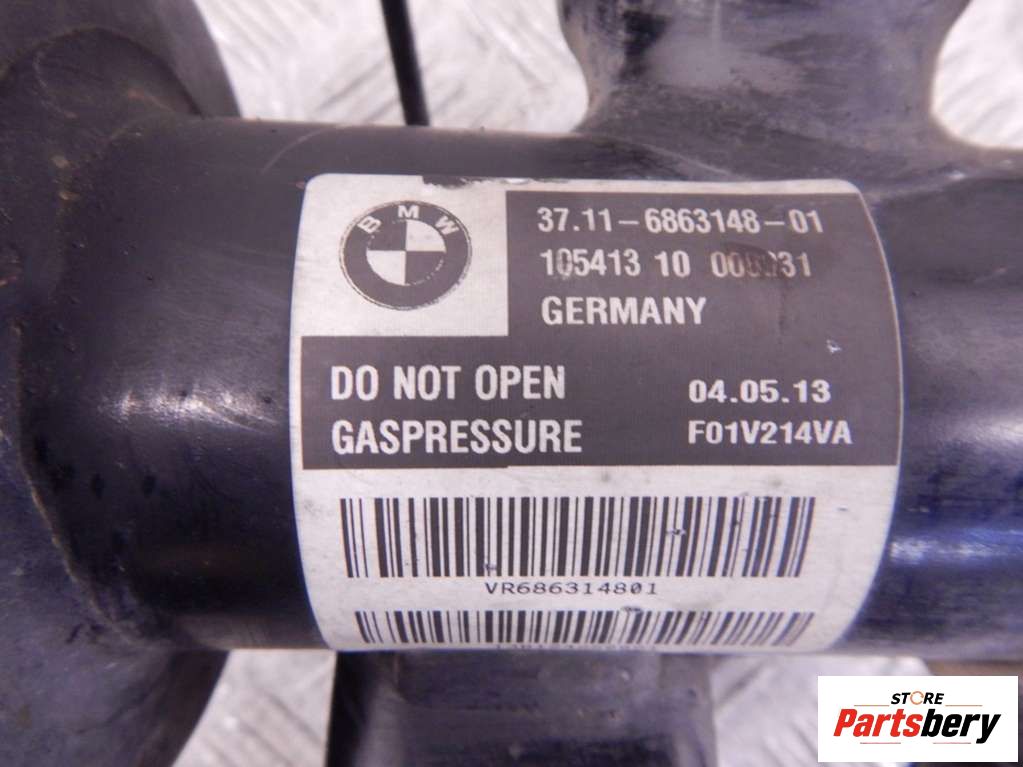 BMW
37.11-6863148-01
105413 10
GERMANY
DO NOT OPEN
GASPRESSURE
04.05.13
F01V214VA
VR686314801
STORE
Partsbery